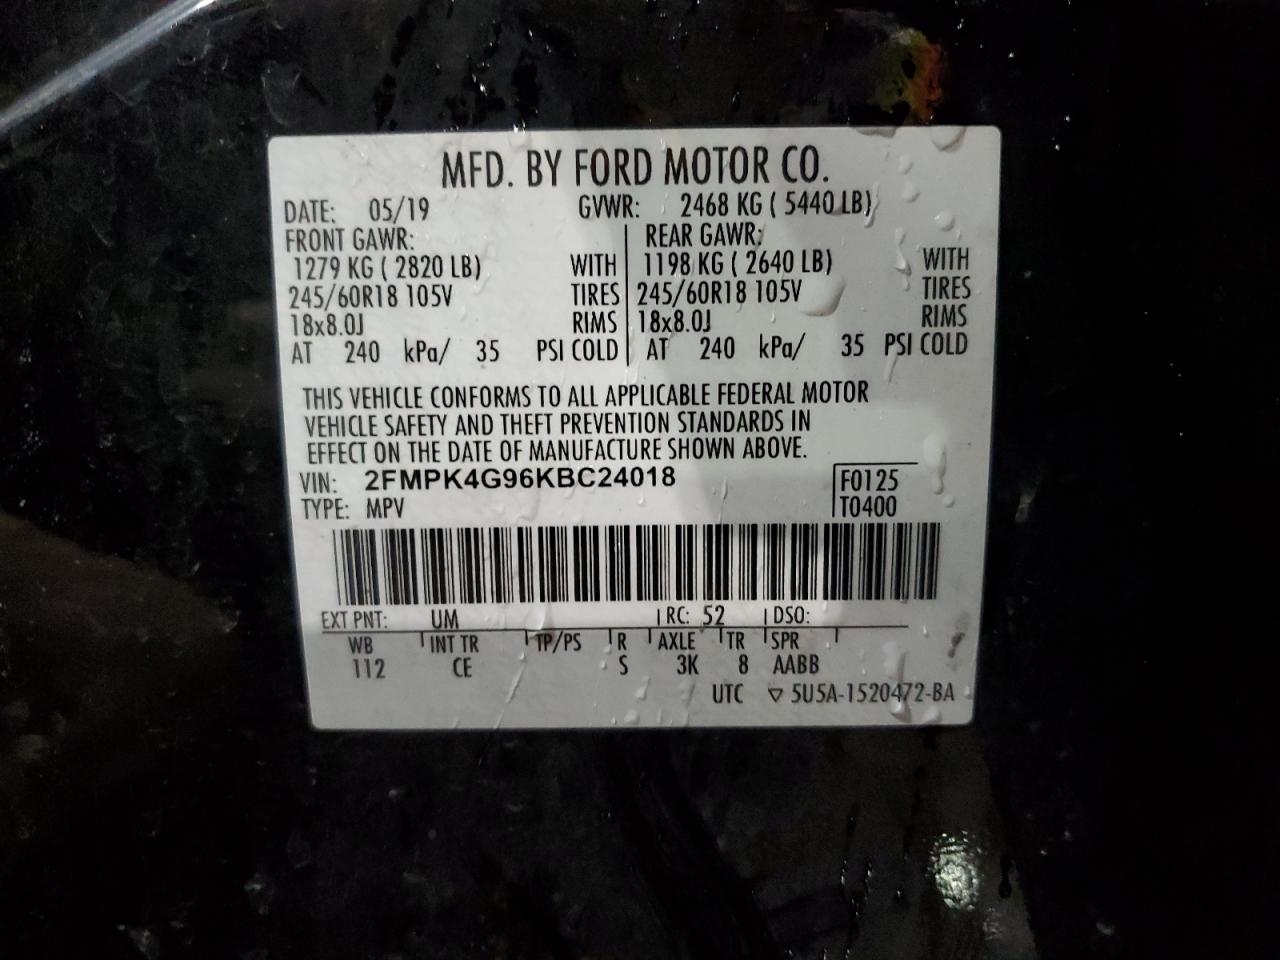 MFD. BY FORD MOTOR CO.
DATE: 05/19 GVWR: 2468 KG ( 5440 LB)
FRONT GAWR: REAR GAWR:
1279 KG ( 2820 LB) WITH 1198 KG ( 2640 LB) WITH
245/60R18 105V TIRES 245/60R18 105V TIRES
18x8.0J RIMS 18x8.0J RIMS
AT 240 kPa/ 35 PSI COLD AT 240 kPa/ 35 PSI COLD
THIS VEHICLE CONFORMS TO ALL APPLICABLE FEDERAL MOTOR
VEHICLE SAFETY AND THEFT PREVENTION STANDARDS IN
EFFECT ON THE DATE OF MANUFACTURE SHOWN ABOVE.
VIN: 2FMPK4G96KBC24018 F0125
TYPE: MPV T0400
EXT PNT: UM RC: 52 DSO:
WB INT TR TP/PS R AXLE TR SPR
112 CE S 3K 8 AABB
UTC ▽ 5U5A-1520472-BA